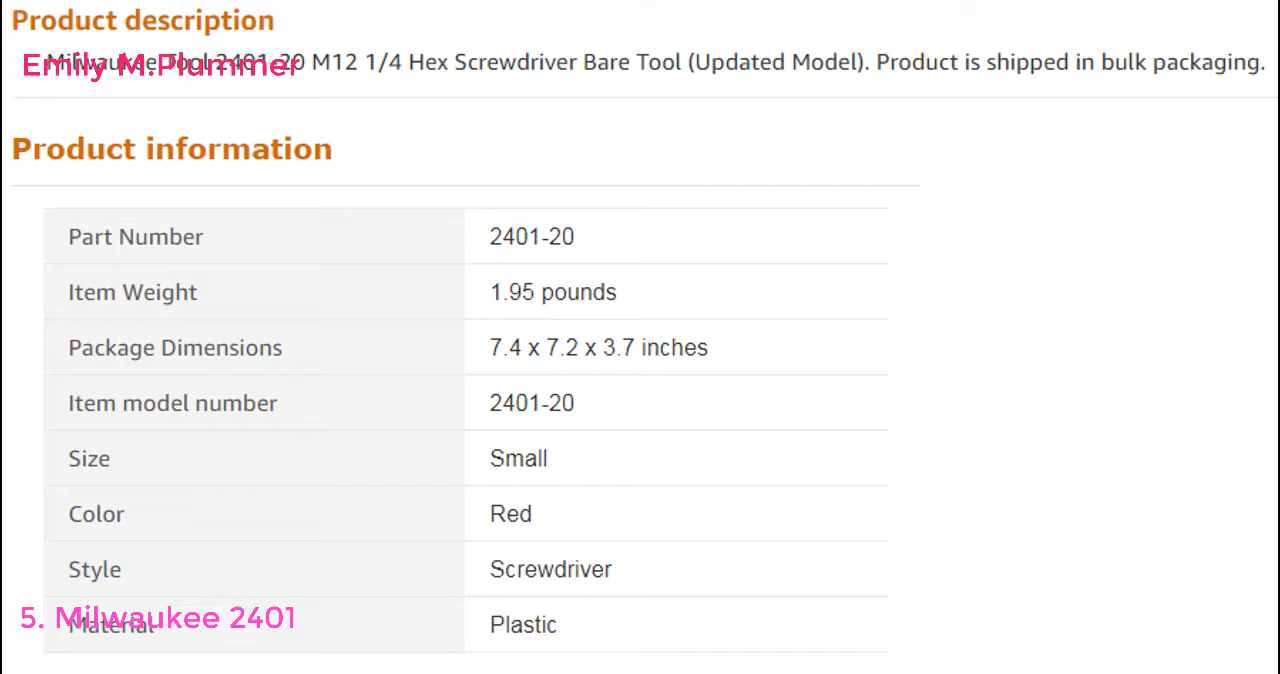 Product description
Milwaukee Tool 2401-20 M12 1/4 Hex Screwdriver Bare Tool (Updated Model). Product is shipped in bulk packaging.
Emily M.Plummer
Product information
Part Number 2401-20
Item Weight 1.95 pounds
Package Dimensions 7.4 x 7.2 x 3.7 inches
Item model number 2401-20
Size Small
Color Red
Style Screwdriver
5. Milwaukee 2401
Material Plastic